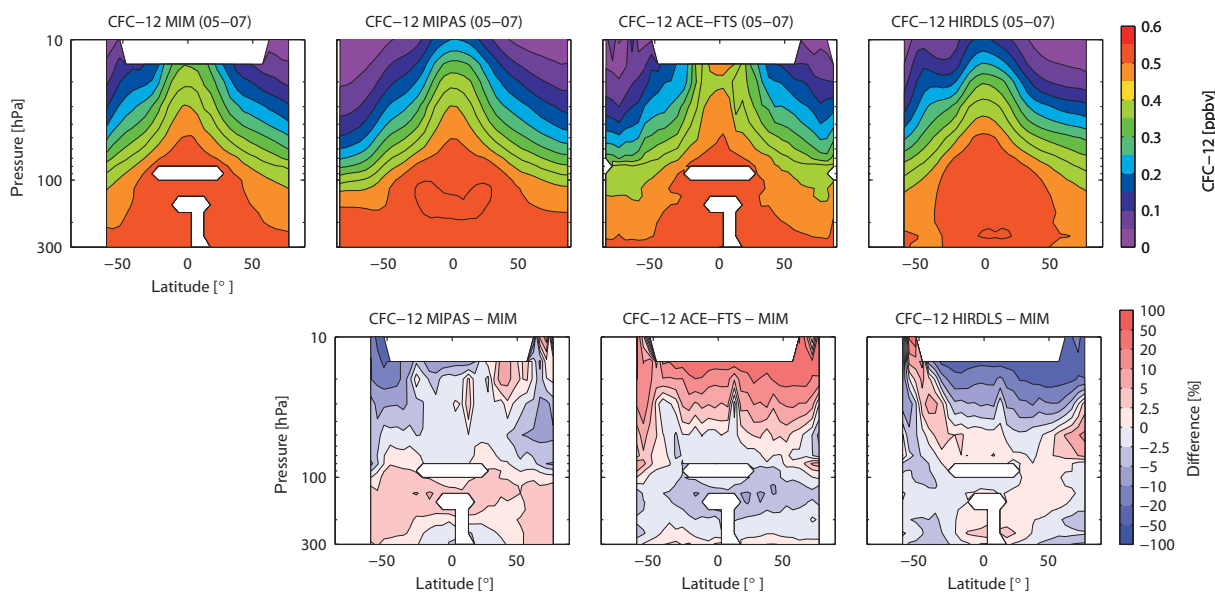 CFC−12 MIM (05−07)
CFC−12 MIPAS (05−07)
CFC−12 ACE−FTS (05−07)
CFC−12 HIRDLS (05−07)
Pressure [hPa]
10
100
300
−50 0 50
−50 0 50
−50 0 50
−50 0 50
Latitude [° ]
0.6
0.5
0.4
0.3
0.2
0.1
0
CFC−12 [ppbv]
CFC−12 MIPAS − MIM
CFC−12 ACE−FTS − MIM
CFC−12 HIRDLS − MIM
Pressure [hPa]
10
100
300
−50 0 50
−50 0 50
−50 0 50
Latitude [°]
Latitude [°]
Latitude [°]
100
50
20
10
5
2.5
0
−2.5
−5
−10
−20
−50
−100
Difference [%]